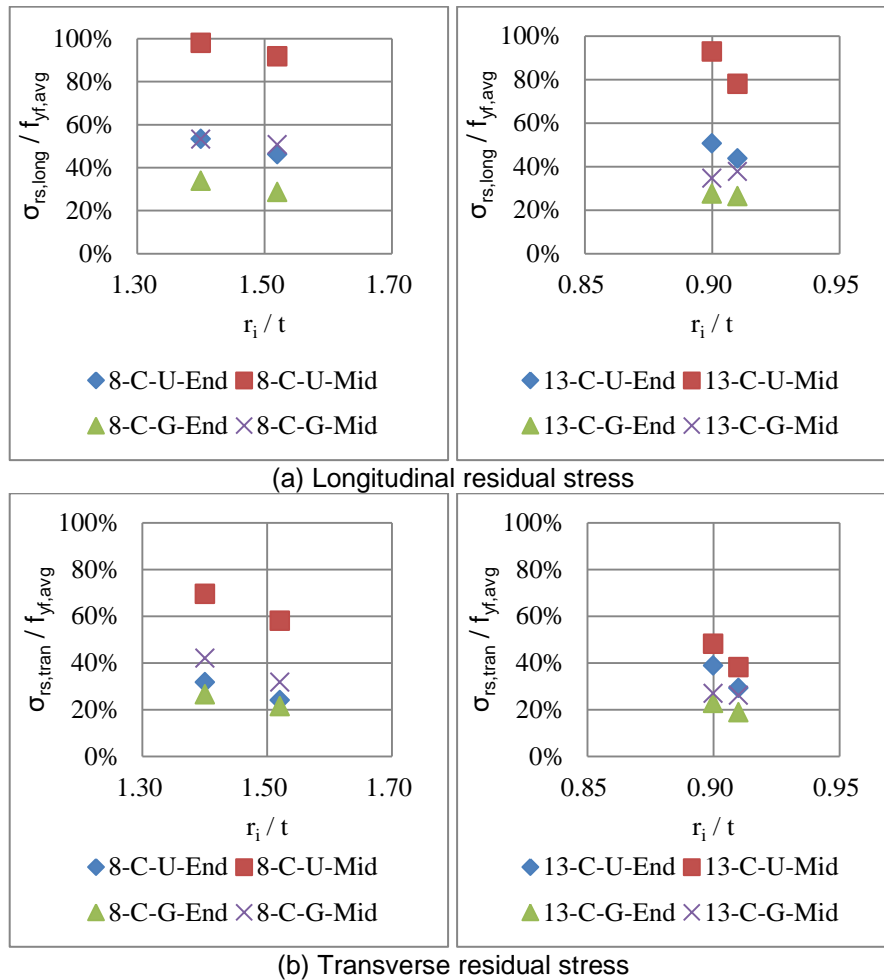 σrs,long / fyf,avg
100%
80%
60%
40%
20%
0%
1.30 1.50 1.70
ri / t
8-C-U-End 8-C-U-Mid
8-C-G-End 8-C-G-Mid
σrs,long / fyf,avg
100%
80%
60%
40%
20%
0%
0.85 0.90 0.95
ri / t
13-C-U-End 13-C-U-Mid
13-C-G-End 13-C-G-Mid
(a) Longitudinal residual stress
σrs,tran / fyf,avg
100%
80%
60%
40%
20%
0%
1.30 1.50 1.70
ri / t
8-C-U-End 8-C-U-Mid
8-C-G-End 8-C-G-Mid
σrs,tran / fyf,avg
100%
80%
60%
40%
20%
0%
0.85 0.90 0.95
ri / t
13-C-U-End 13-C-U-Mid
13-C-G-End 13-C-G-Mid
(b) Transverse residual stress